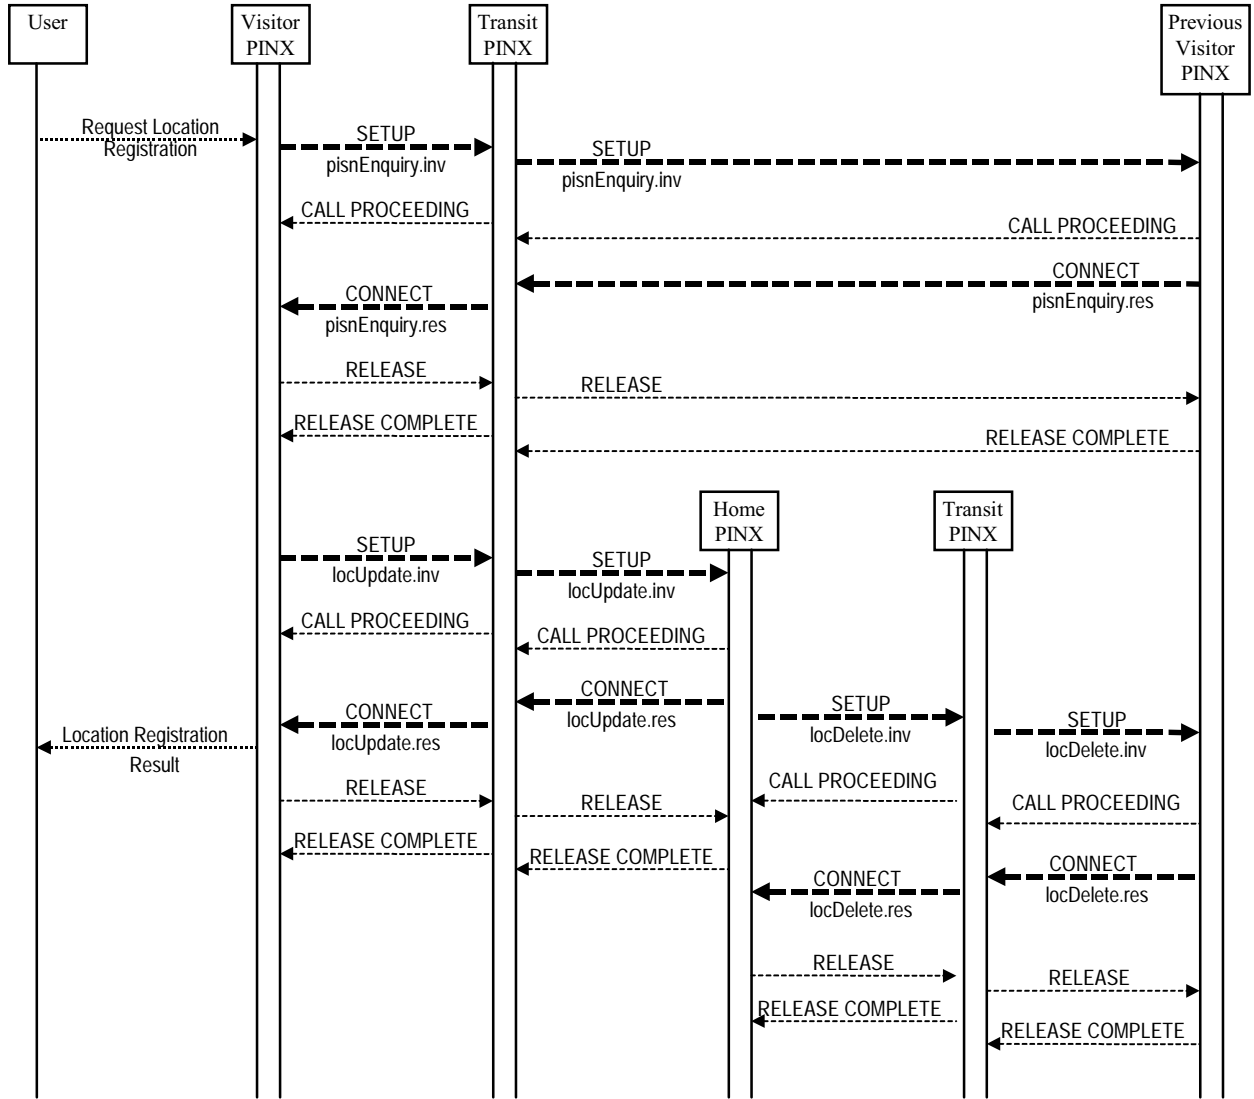 User
Visitor
PINX
Transit
PINX
Previous
Visitor
PINX
Request Location
Registration
SETUP
pisnEnquiry.inv
SETUP
pisnEnquiry.inv
CALL PROCEEDING
CALL PROCEEDING
CONNECT
pisnEnquiry.res
CONNECT
pisnEnquiry.res
RELEASE
RELEASE
RELEASE COMPLETE
RELEASE COMPLETE
Home
PINX
Transit
PINX
SETUP
locUpdate.inv
SETUP
locUpdate.inv
CALL PROCEEDING
CALL PROCEEDING
CONNECT
locUpdate.res
CONNECT
locUpdate.res
SETUP
locDelete.inv
SETUP
locDelete.inv
Location Registration
Result
CALL PROCEEDING
RELEASE
RELEASE
CALL PROCEEDING
RELEASE COMPLETE
RELEASE COMPLETE
CONNECT
locDelete.res
CONNECT
locDelete.res
RELEASE
RELEASE
RELEASE COMPLETE
RELEASE COMPLETE